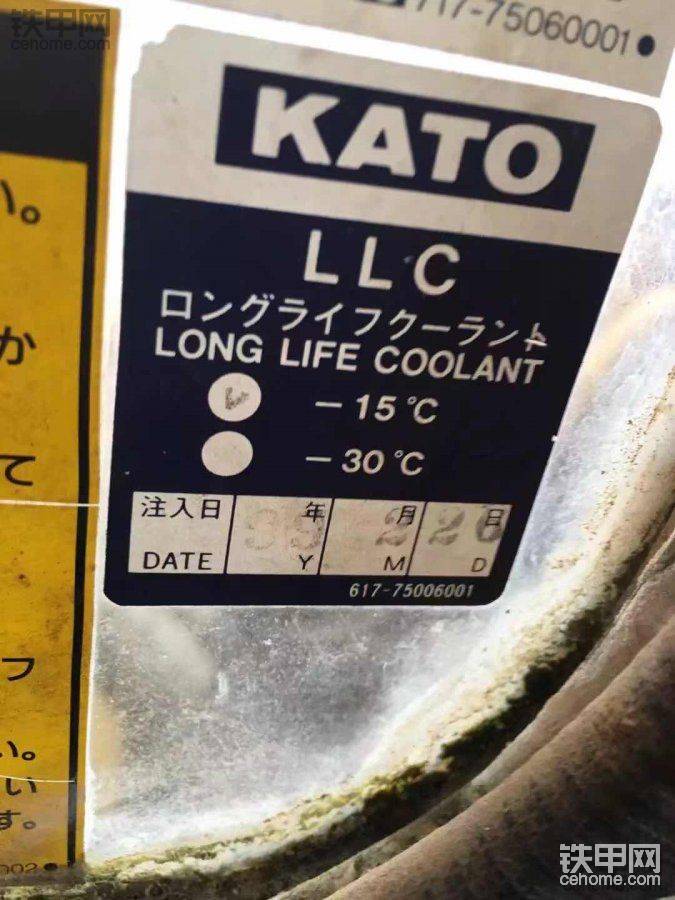 铁甲网
cehome.com
717-75060001
KATO
LLC
ロングライフクーラント
LONG LIFE COOLANT
-15℃
-30℃
注入日 年 月 日
DATE Y M D
617-75006001
い。
か
て
フ
い。
い
す。
002
铁甲网
cehome.com